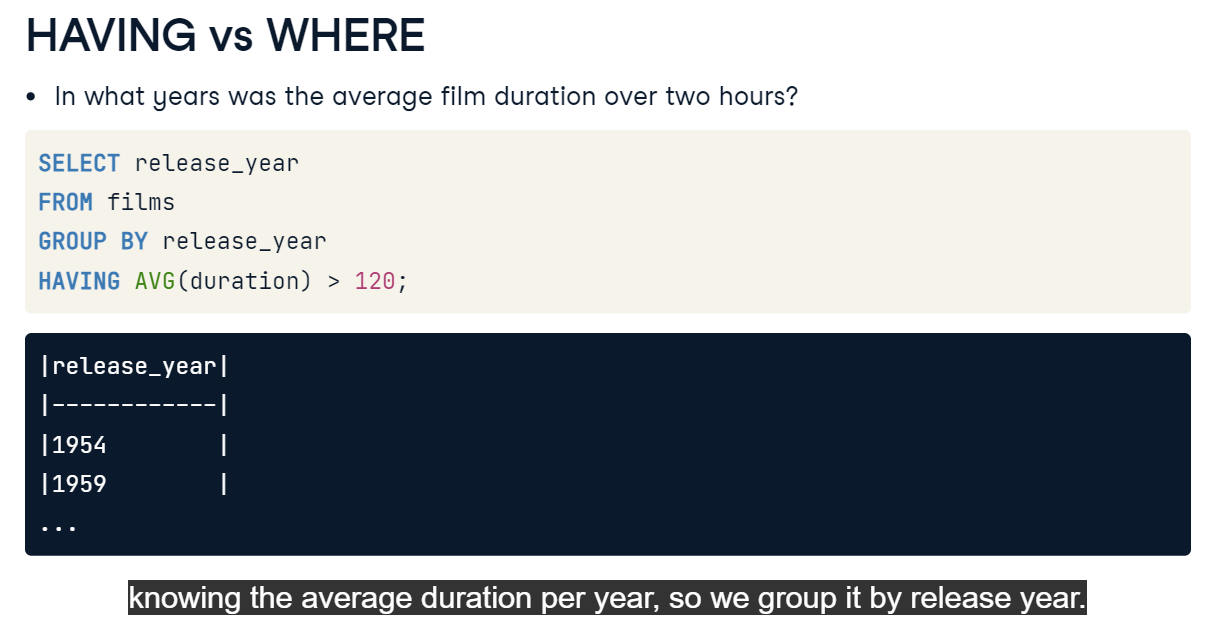 HAVING vs WHERE
• In what years was the average film duration over two hours?
SELECT release_year
FROM films
GROUP BY release_year
HAVING AVG(duration) > 120;
|release_year|
|------------|
|1954        |
|1959        |
...
knowing the average duration per year, so we group it by release year.